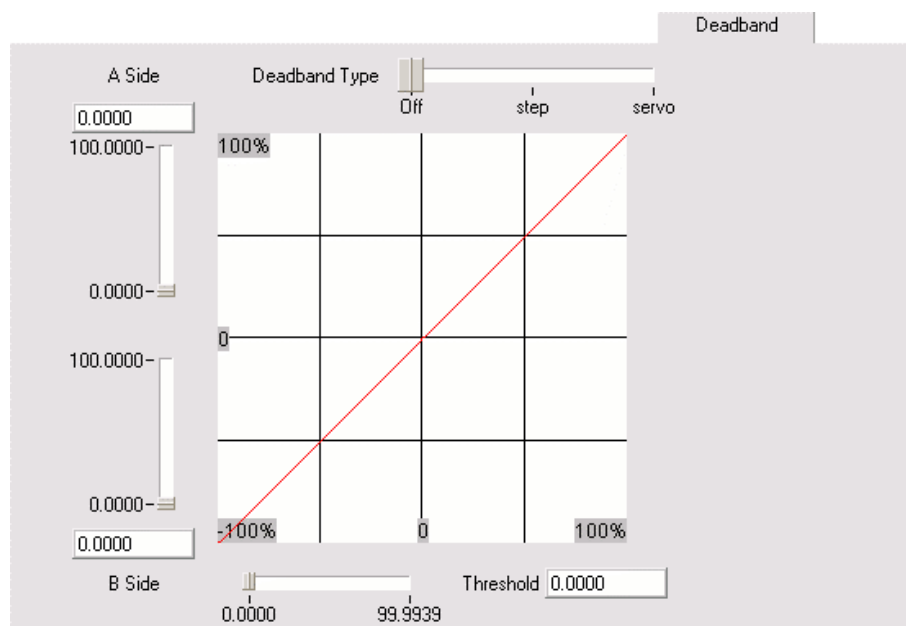 Deadband
A Side
Deadband Type
Off
step
servo
0.0000
100.0000
100%
0.0000
0
100.0000
0.0000
-100%
0
100%
0.0000
B Side
Threshold
0.0000
0.0000
99.9939